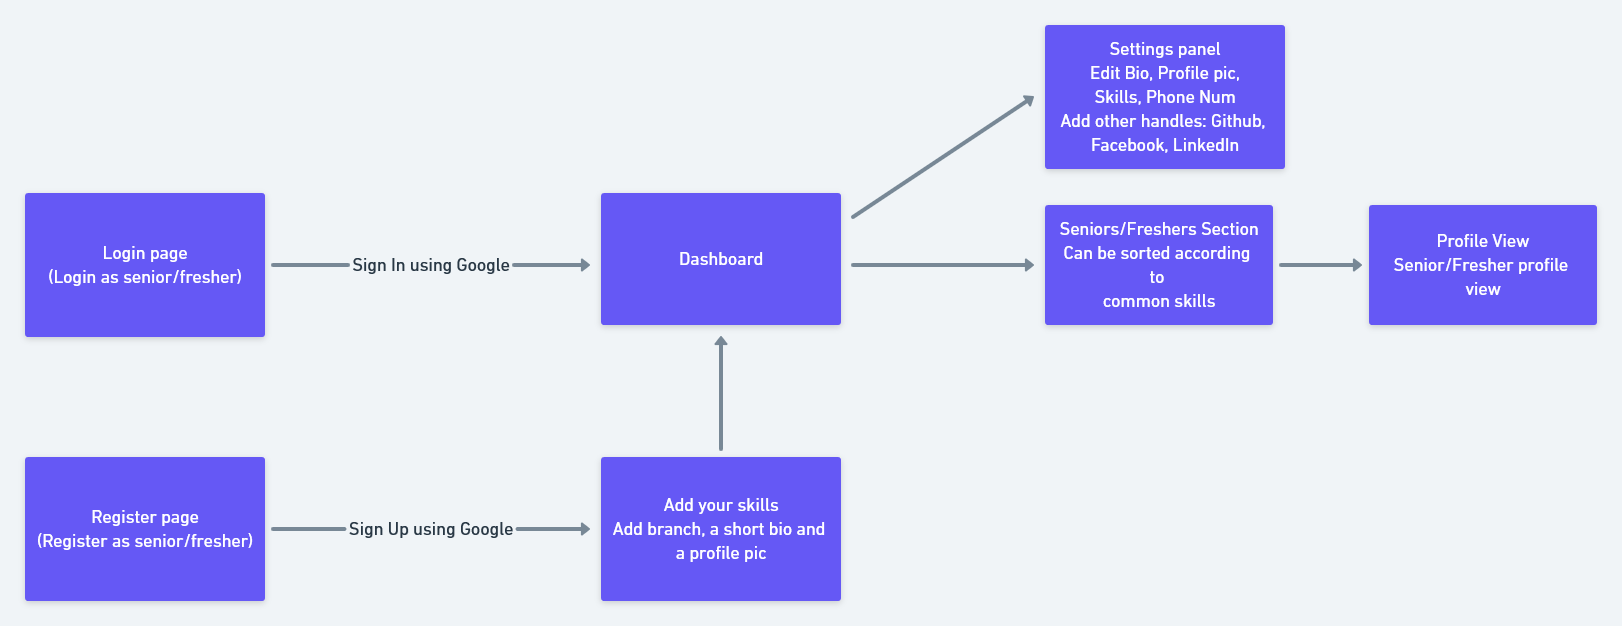 Settings panel
Edit Bio, Profile pic,
Skills, Phone Num
Add other handles: Github,
Facebook, LinkedIn
Login page
(Login as senior/fresher)
Sign In using Google
Dashboard
Seniors/Freshers Section
Can be sorted according
to
common skills
Profile View
Senior/Fresher profile
view
Register page
(Register as senior/fresher)
Sign Up using Google
Add your skills
Add branch, a short bio and
a profile pic